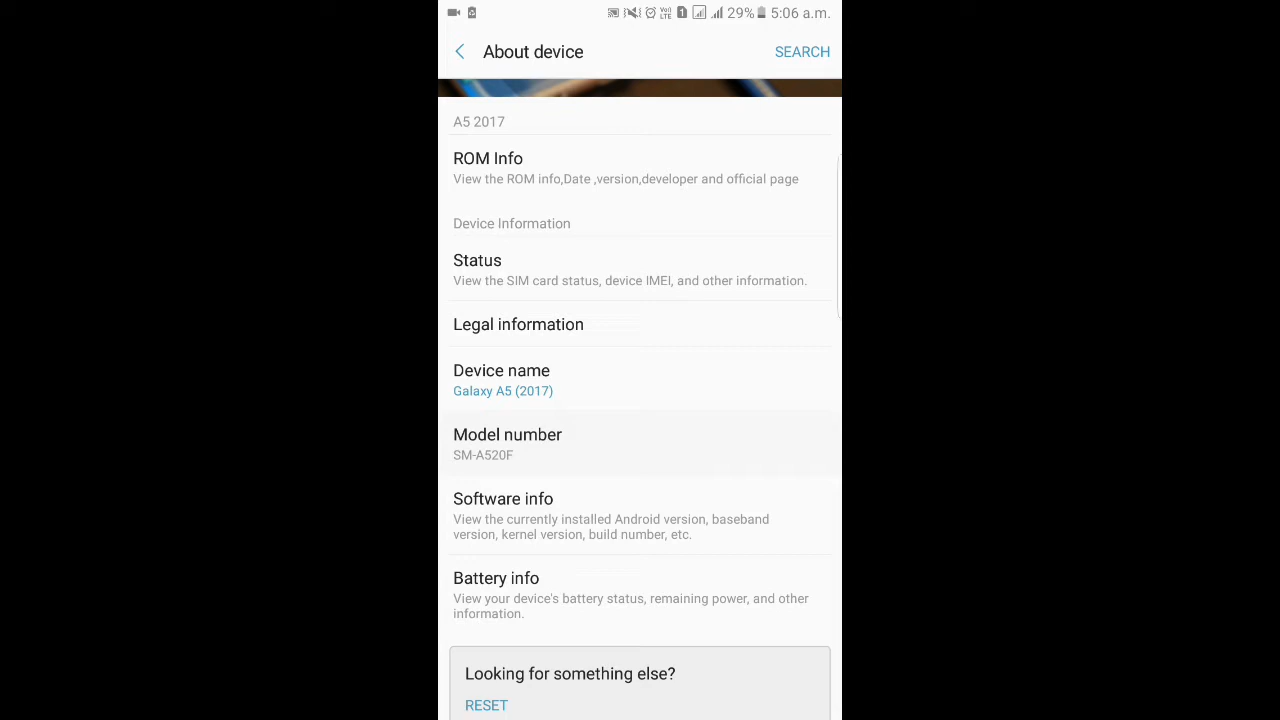 VoLTE 1 29% 5:06 a.m.
About device SEARCH
A5 2017
ROM Info
View the ROM info,Date ,version,developer and official page
Device Information
Status
View the SIM card status, device IMEI, and other information.
Legal information
Device name
Galaxy A5 (2017)
Model number
SM-A520F
Software info
View the currently installed Android version, baseband
version, kernel version, build number, etc.
Battery info
View your device's battery status, remaining power, and other
information.
Looking for something else?
RESET